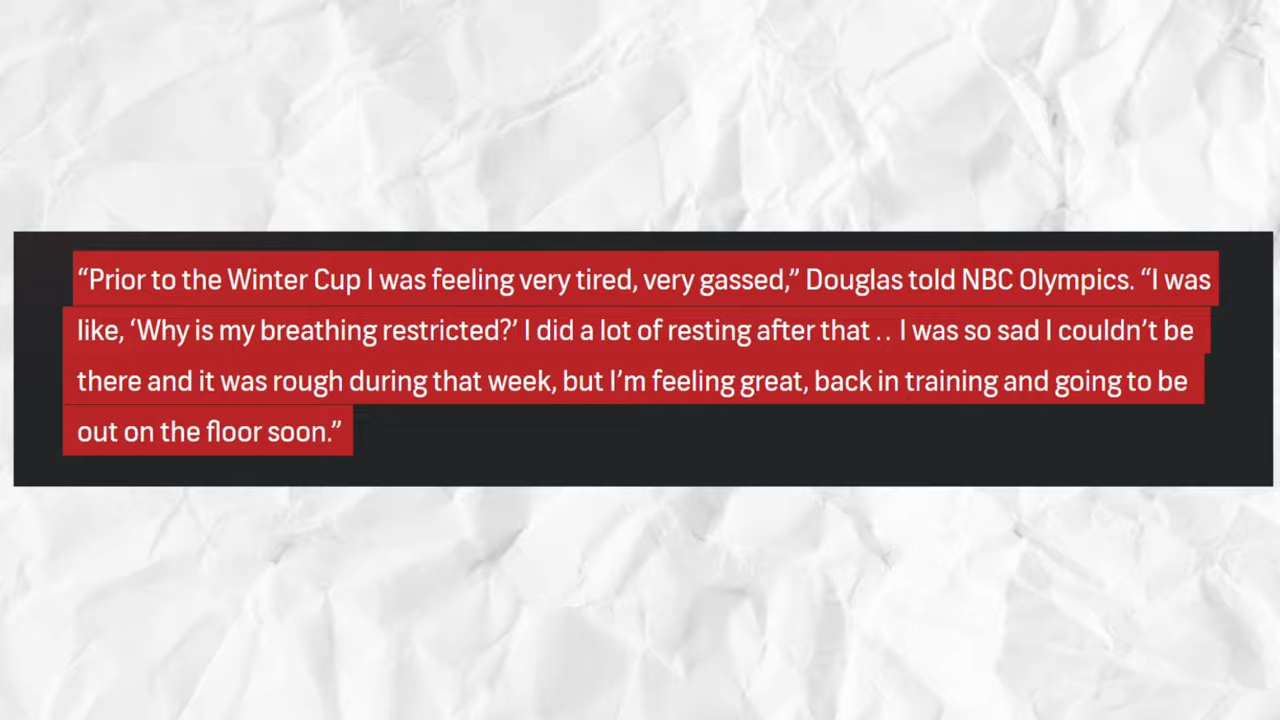 “Prior to the Winter Cup I was feeling very tired, very gassed,” Douglas told NBC Olympics. “I was
like, ‘Why is my breathing restricted?’ I did a lot of resting after that . . I was so sad I couldn’t be
there and it was rough during that week, but I’m feeling great, back in training and going to be
out on the floor soon.”